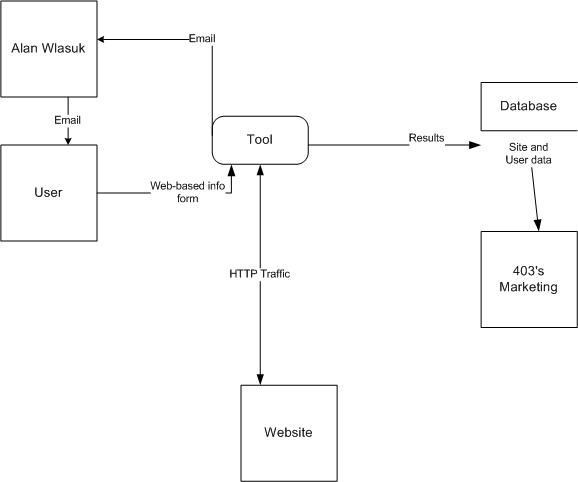 Alan Wlasuk
Email
Email
User
Web-based info
form
Tool
Results
Database
Site and
User data
403's
Marketing
HTTP Traffic
Website